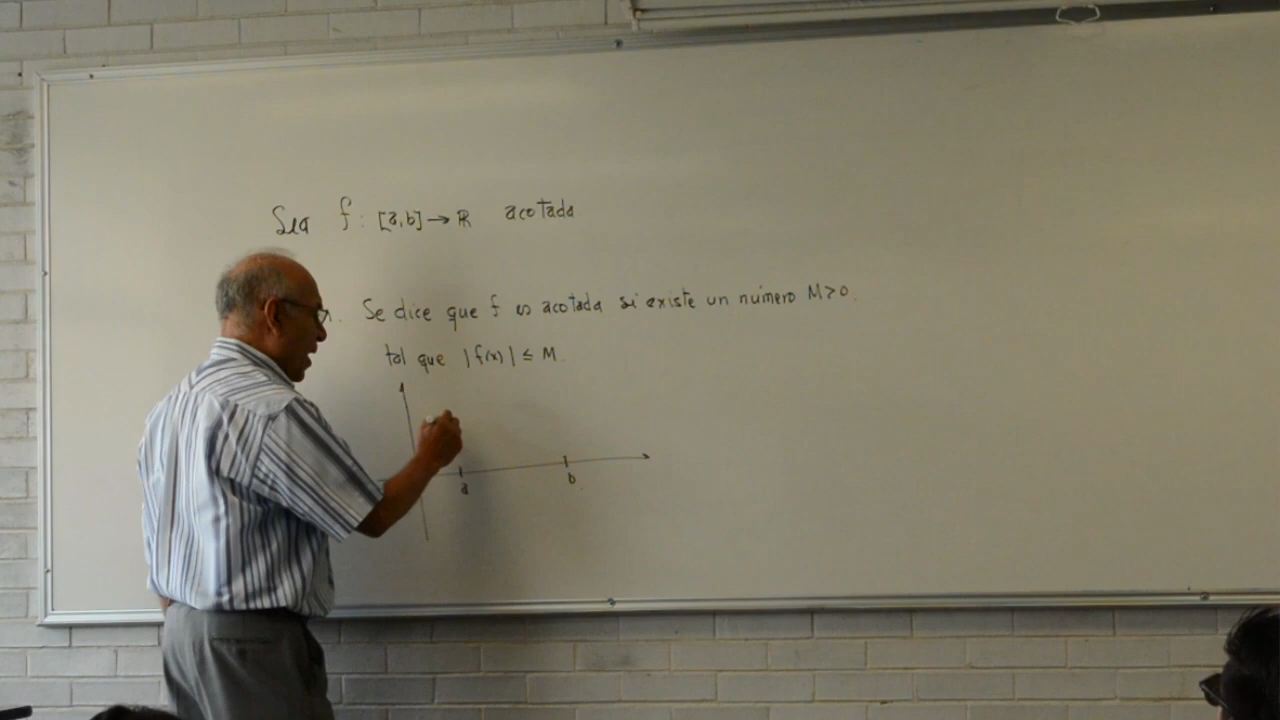 Sea f : [a,b] → ℝ acotada
n. Se dice que f es acotada si existe un número M>0.
tal que |f(x)| ≤ M.
a b